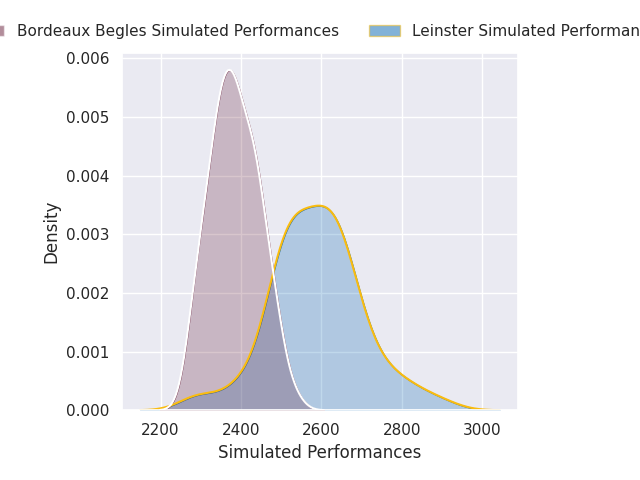 Bordeaux Begles Simulated Performances
Leinster Simulated Performan
0.006
0.005
0.004
0.003
0.002
0.001
0.000
Density
2200 2400 2600 2800 3000
Simulated Performances